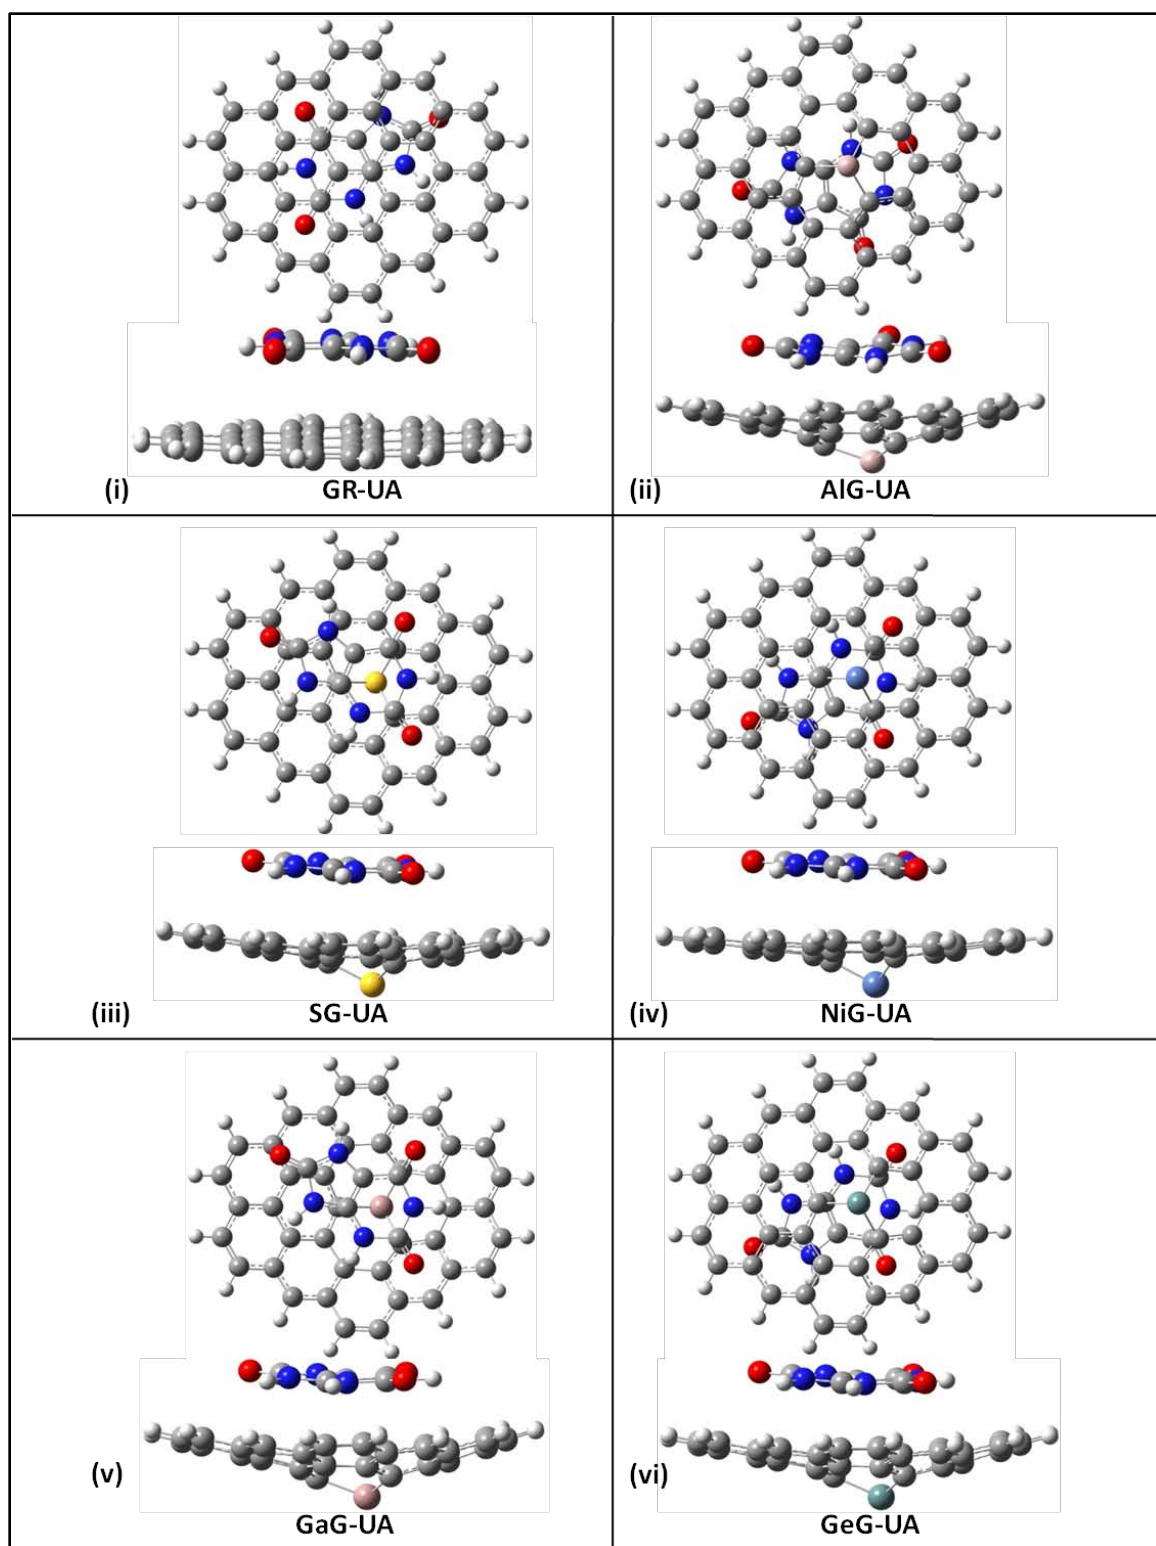 (i) GR-UA
(ii) AlG-UA
(iii) SG-UA
(iv) NiG-UA
(v) GaG-UA
(vi) GeG-UA